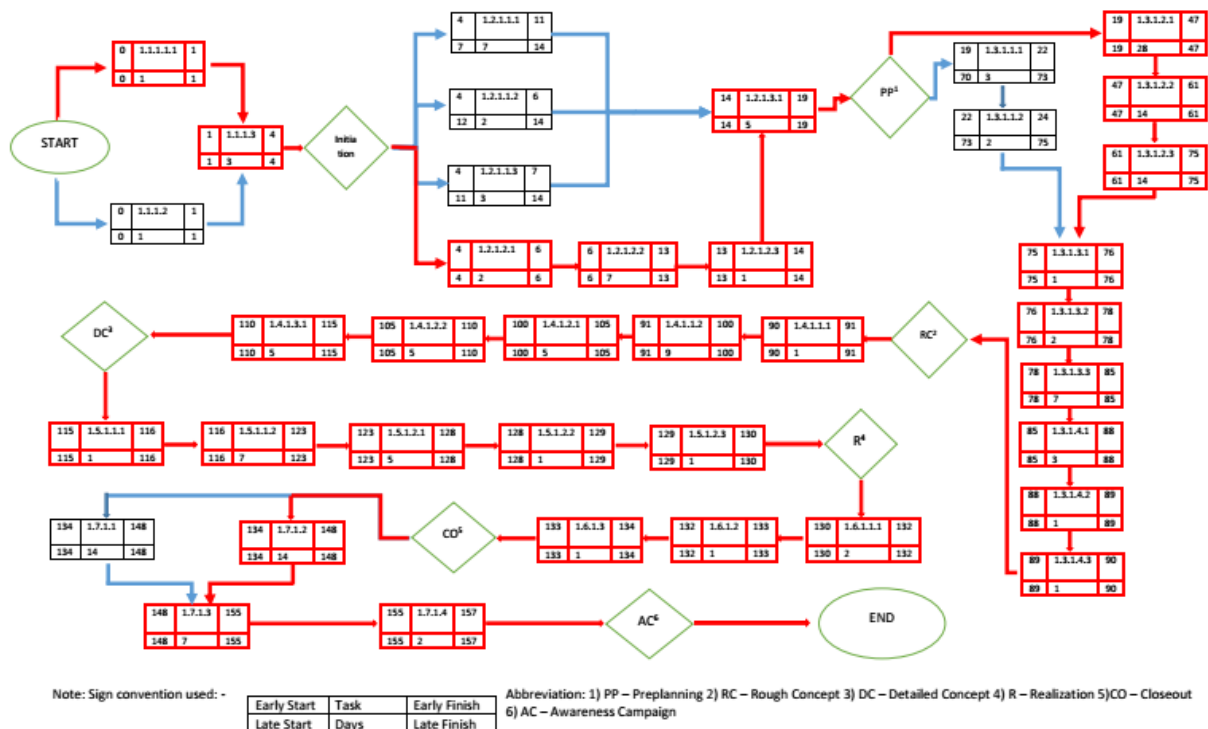 0 1.1.1.1.1 1
0 1 1
START
1 1.1.1.3 4
1 3 4
0 1.1.1.2 1
0 1 1
Initia
tion
4 1.2.1.1.1 11
7 7 14
4 1.2.1.1.2 6
12 2 14
4 1.2.1.1.3 7
11 3 14
4 1.2.1.2.1 6
4 2 6
6 1.2.1.2.2 13
6 7 13
13 1.2.1.2.3 14
13 1 14
14 1.2.1.3.1 19
14 5 19
PP¹
19 1.3.1.1.1 22
70 3 73
22 1.3.1.1.2 24
73 2 75
19 1.3.1.2.1 47
19 28 47
47 1.3.1.2.2 61
47 14 61
61 1.3.1.2.3 75
61 14 75
75 1.3.1.3.1 76
75 1 76
76 1.3.1.3.2 78
76 2 78
78 1.3.1.3.3 85
78 7 85
85 1.3.1.4.1 88
85 3 88
88 1.3.1.4.2 89
88 1 89
89 1.3.1.4.3 90
89 1 90
RC²
90 1.4.1.1.1 91
90 1 91
91 1.4.1.1.2 100
91 9 100
100 1.4.1.2.1 105
100 5 105
105 1.4.1.2.2 110
105 5 110
110 1.4.1.3.1 115
110 5 115
DC³
115 1.5.1.1.1 116
115 1 116
116 1.5.1.1.2 123
116 7 123
123 1.5.1.2.1 128
123 5 128
128 1.5.1.2.2 129
128 1 129
129 1.5.1.2.3 130
129 1 130
R⁴
130 1.6.1.1.1 132
130 2 132
132 1.6.1.2 133
132 1 133
133 1.6.1.3 134
133 1 134
CO⁵
134 1.7.1.2 148
134 14 148
134 1.7.1.1 148
134 14 148
148 1.7.1.3 155
148 7 155
155 1.7.1.4 157
155 2 157
AC⁶
END
Note: Sign convention used: -
Early Start Task Early Finish
Late Start Days Late Finish
Abbreviation: 1) PP – Preplanning 2) RC – Rough Concept 3) DC – Detailed Concept 4) R – Realization 5)CO – Closeout
6) AC – Awareness Campaign